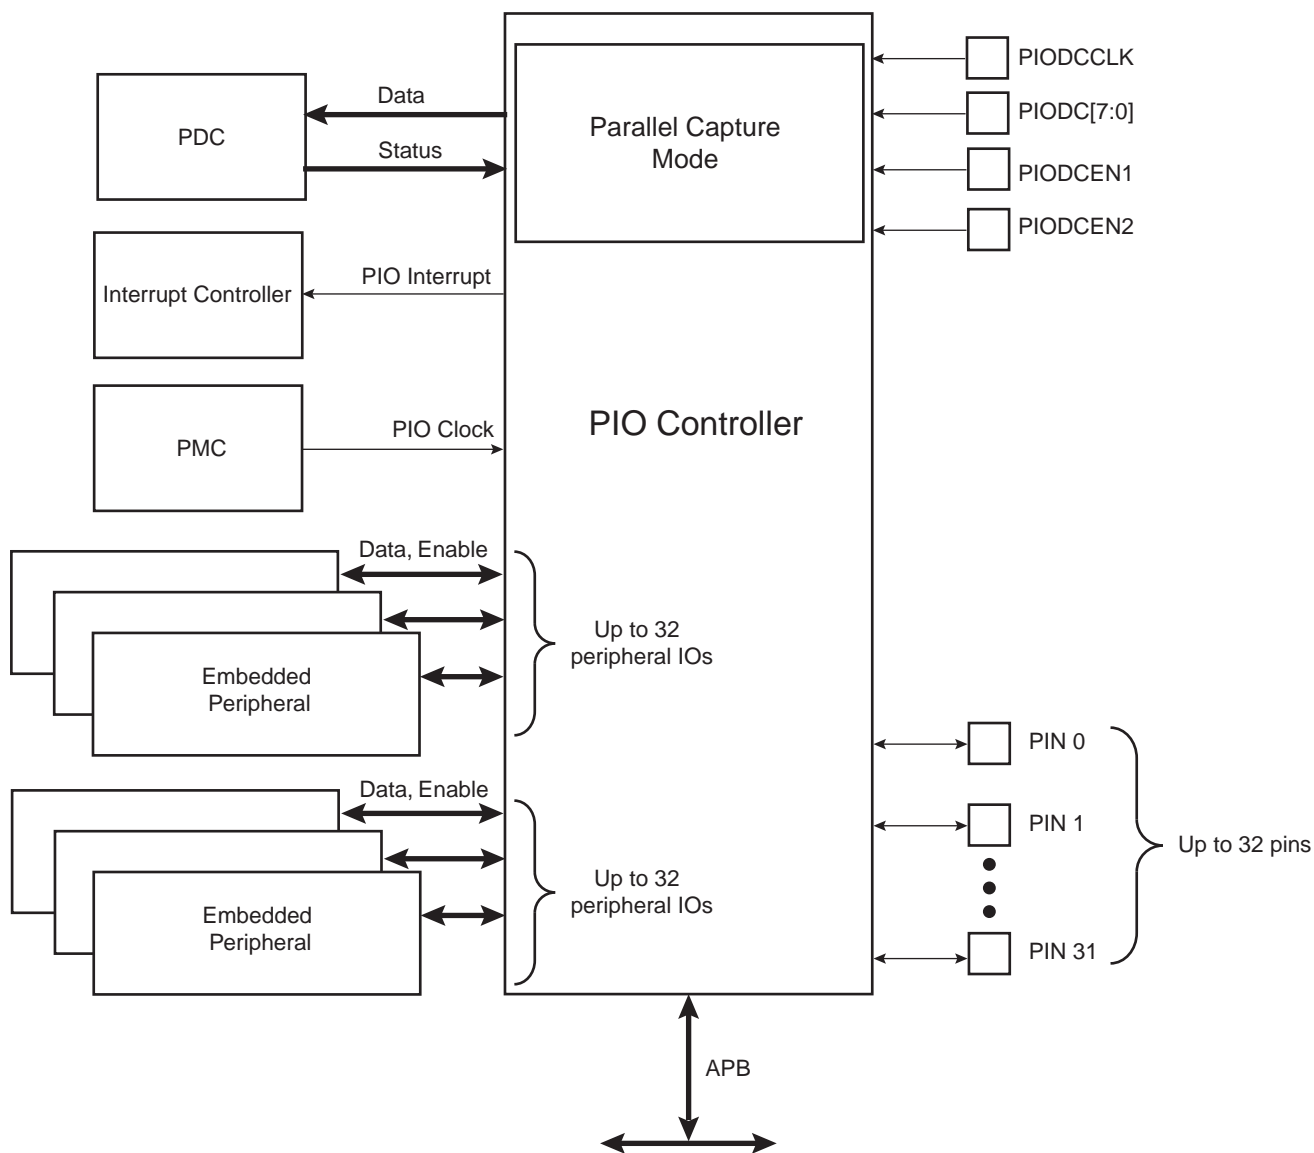 PIODCCLK
Data
Parallel Capture
Mode
PIODC[7:0]
PDC
Status
PIODCEN1
PIODCEN2
PIO Interrupt
Interrupt Controller
PIO Controller
PIO Clock
PMC
Data, Enable
Up to 32
peripheral IOs
Embedded
Peripheral
PIN 0
Data, Enable
PIN 1
Up to 32 pins
Up to 32
peripheral IOs
Embedded
Peripheral
PIN 31
APB